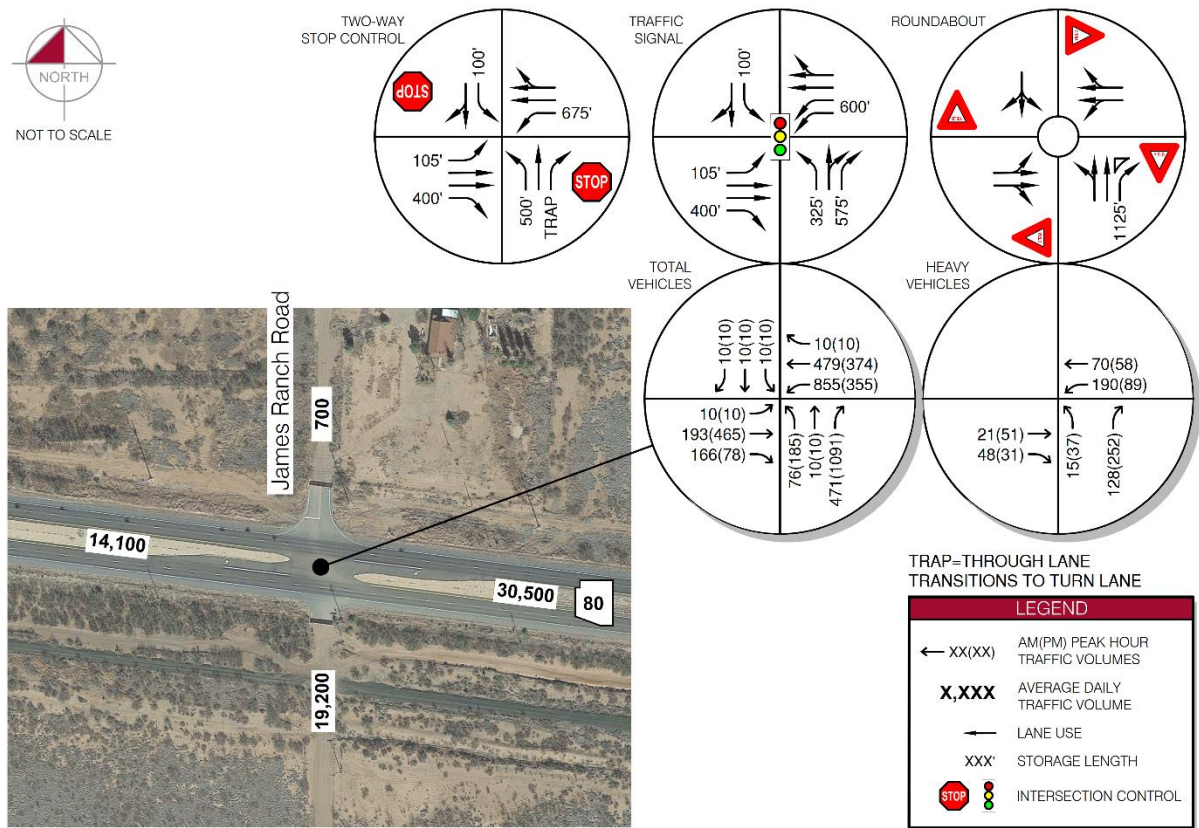 NORTH
NOT TO SCALE
TWO-WAY
STOP CONTROL
STOP
100'
675'
105'
400'
500'
TRAP
STOP
TRAFFIC
SIGNAL
100'
600'
105'
400'
325'
575'
ROUNDABOUT
1125'
TOTAL
VEHICLES
10(10)
10(10)
10(10)
10(10)
479(374)
855(355)
10(10)
193(465)
166(78)
76(185)
10(10)
471(1091)
HEAVY
VEHICLES
70(58)
190(89)
21(51)
48(31)
15(37)
128(252)
James Ranch Road
700
14,100
30,500
80
19,200
TRAP=THROUGH LANE
TRANSITIONS TO TURN LANE
LEGEND
XX(XX)
AM(PM) PEAK HOUR
TRAFFIC VOLUMES
X,XXX
AVERAGE DAILY
TRAFFIC VOLUME
LANE USE
XXX'
STORAGE LENGTH
STOP
INTERSECTION CONTROL